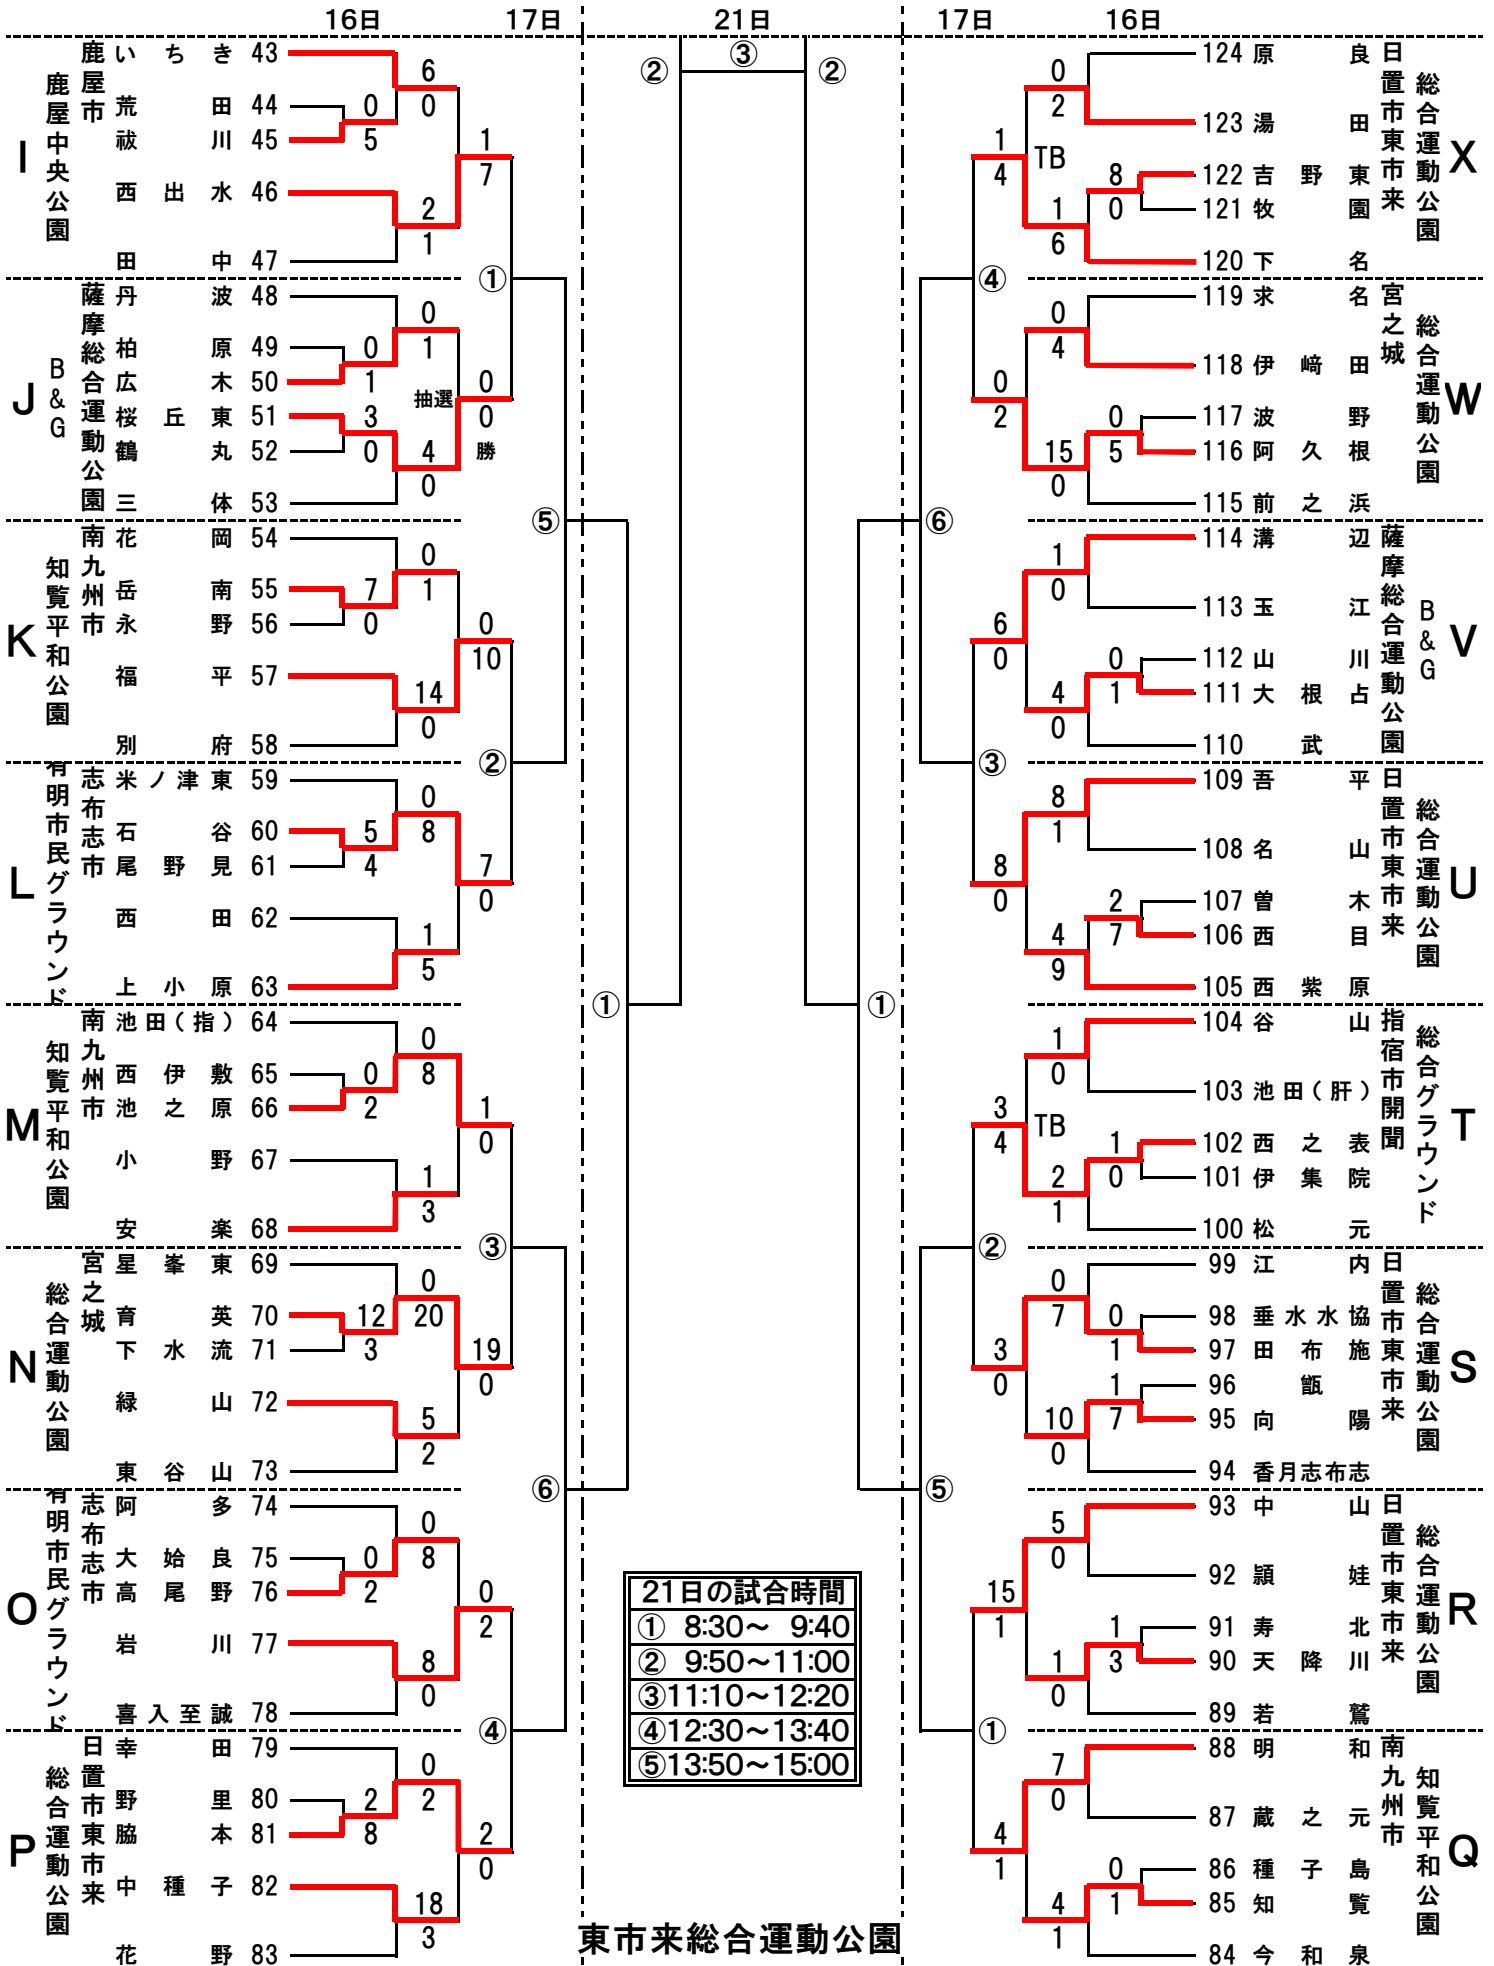 16日 17日 21日 17日 16日
③
② ②
I
鹿屋市
鹿屋中央公園
いちき 43
荒田 44
祓川 45
西出水 46
田中 47
6
0
0
5
1
7
2
1
①
J
薩摩総合運動公園
B&G
丹波 48
柏原 49
広木 50
桜丘東 51
鶴丸 52
三体 53
0
1
0
1
抽選
0
0
勝
3
0
4
0
⑤
K
南九州市
知覧平和公園
花岡 54
岳南 55
永野 56
福平 57
別府 58
0
1
7
0
0
10
14
0
②
L
志布志市
有明市民グラウンド
米ノ津東 59
石谷 60
尾野見 61
西田 62
上小原 63
0
8
5
4
7
0
1
5
①
M
南九州市
知覧平和公園
池田(指) 64
西伊敷 65
池之原 66
小野 67
安楽 68
0
8
0
2
1
0
1
3
③
N
宮之城
総合運動公園
星峯東 69
育英 70
下水流 71
緑山 72
東谷山 73
0
20
12
3
19
0
5
2
⑥
O
志布志市
有明市民グラウンド
阿多 74
大姶良 75
高尾野 76
岩川 77
喜入至誠 78
0
8
0
2
0
2
8
0
④
P
日置市東市来
総合運動公園
幸田 79
野里 80
脇本 81
中種子 82
花野 83
0
2
2
8
2
0
18
3
X
日置市東市来
総合運動公園
124 原良
123 湯田
122 吉野東
121 牧園
120 下名
0
2
1
4
TB
8
0
1
6
④
W
宮之城
総合運動公園
119 求名
118 伊﨑田
117 波野
116 阿久根
115 前之浜
0
4
0
2
0
5
15
0
⑥
V
薩摩総合運動公園
B&G
114 溝辺
113 玉江
112 山川
111 大根占
110 武
1
0
6
0
0
1
4
0
③
U
日置市東市来
総合運動公園
109 吾平
108 名山
107 曽木
106 西目
105 西紫原
8
1
8
0
2
7
4
9
①
T
指宿市開聞
総合グラウンド
104 谷山
103 池田(肝)
102 西之表
101 伊集院
100 松元
1
0
3
4
TB
1
0
2
1
②
S
日置市東市来
総合運動公園
99 江内
98 垂水水協
97 田布施
96 甑
95 向陽
94 香月志布志
0
7
0
1
3
0
1
7
10
0
⑤
R
日置市東市来
総合運動公園
93 中山
92 頴娃
91 寿北
90 天降川
89 若鷲
5
0
15
1
1
3
1
0
①
Q
南九州市
知覧平和公園
88 明和
87 蔵之元
86 種子島
85 知覧
84 今和泉
7
0
4
1
0
1
4
1
21日の試合時間
① 8:30～ 9:40
② 9:50～11:00
③11:10～12:20
④12:30～13:40
⑤13:50～15:00
東市来総合運動公園